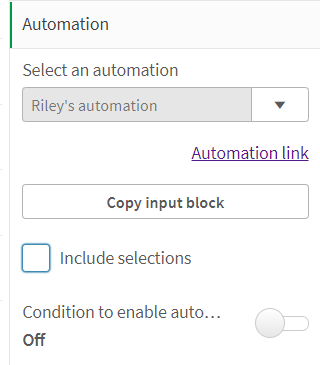 Automation
Select an automation
Riley's automation
Automation link
Copy input block
Include selections
Condition to enable auto…
Off